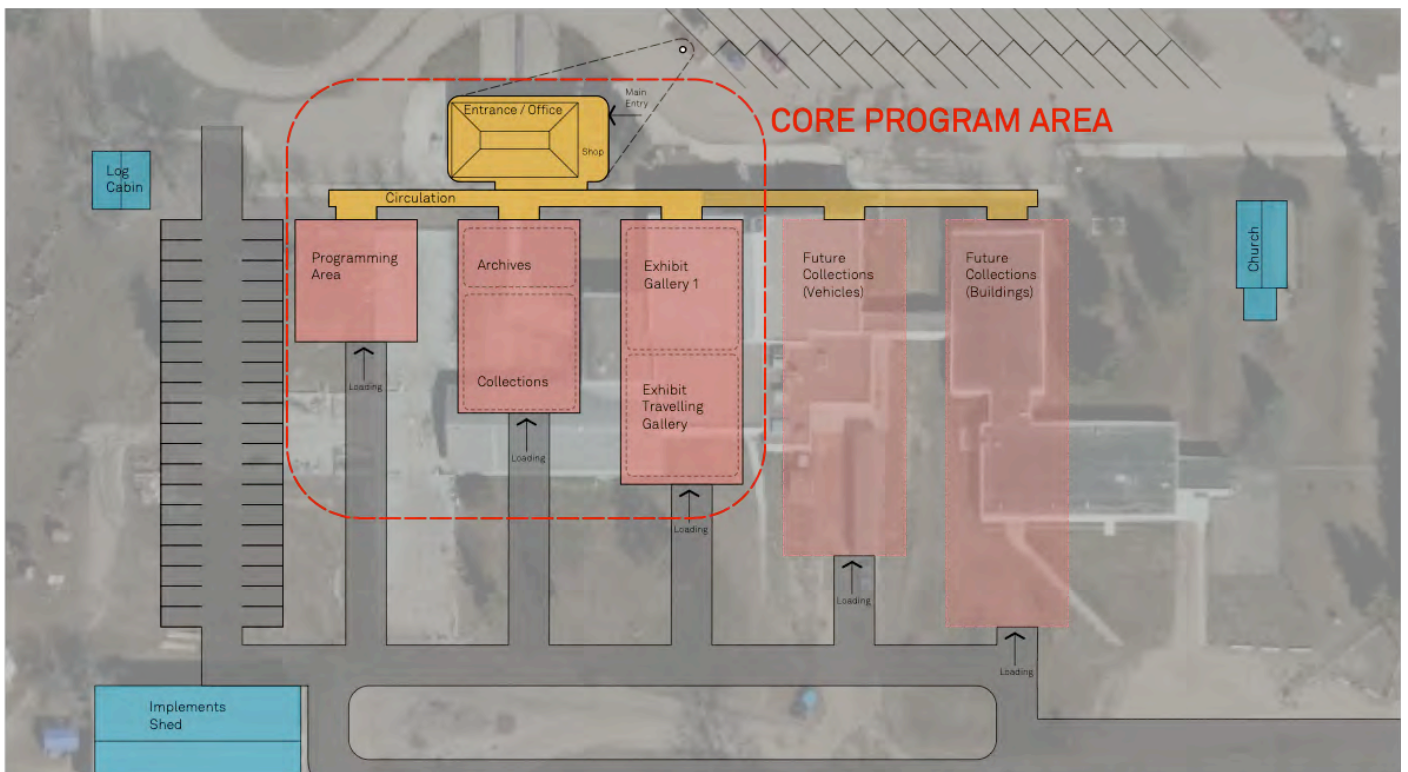 CORE PROGRAM AREA
Entrance / Office
Main
Entry
Shop
Log
Cabin
Circulation
Church
Programming
Area
Archives
Collections
Exhibit
Gallery 1
Exhibit
Travelling
Gallery
Future
Collections
(Vehicles)
Future
Collections
(Buildings)
Loading
Loading
Loading
Loading
Loading
Implements
Shed